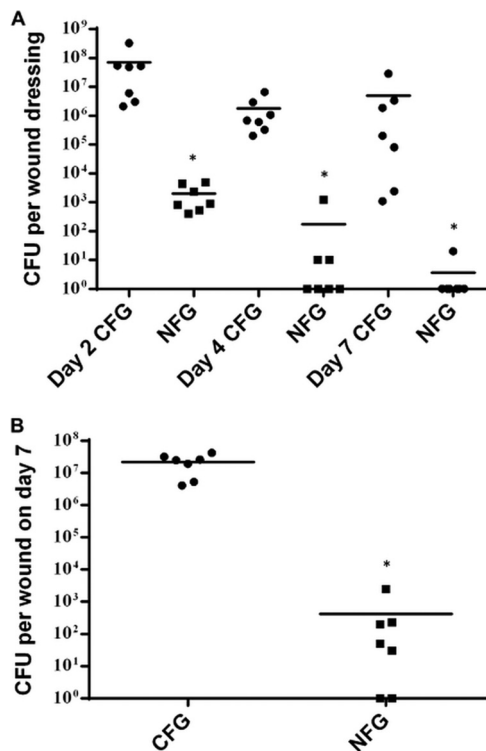 A
CFU per wound dressing
10⁹
10⁸
10⁷
10⁶
10⁵
10⁴
10³
10²
10¹
10⁰
*
*
*
Day 2 CFG
NFG
Day 4 CFG
NFG
Day 7 CFG
NFG
B
CFU per wound on day 7
10⁸
10⁷
10⁶
10⁵
10⁴
10³
10²
10¹
10⁰
*
CFG
NFG